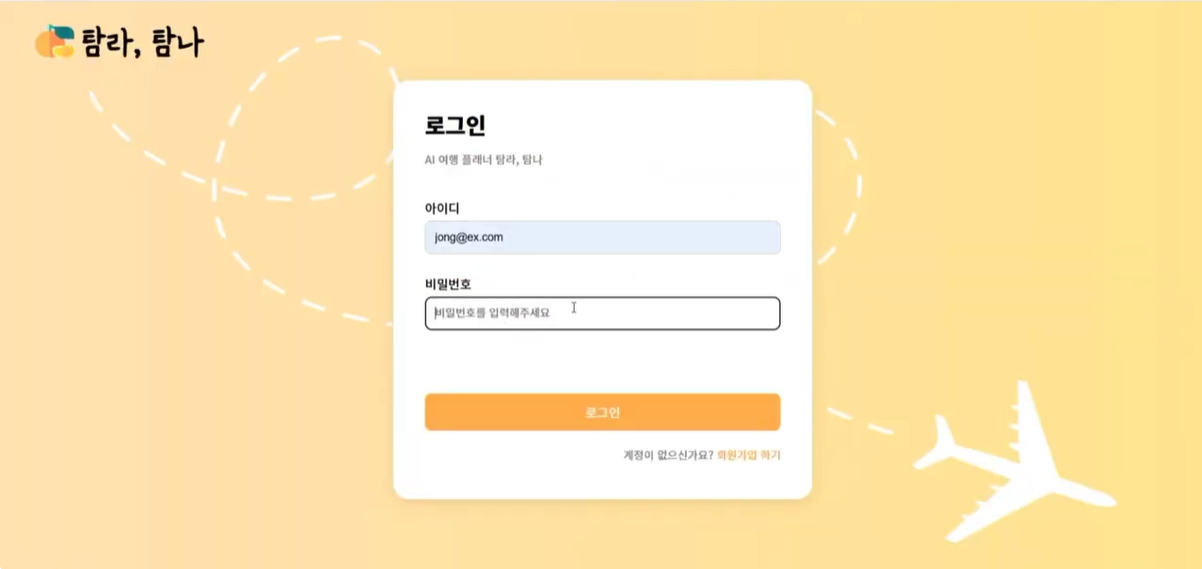 탐라, 탐나
로그인
AI 여행 플래너 탐라, 탐나
아이디
jong@ex.com
비밀번호
비밀번호를 입력해주세요
로그인
계정이 없으신가요? 회원가입 하기